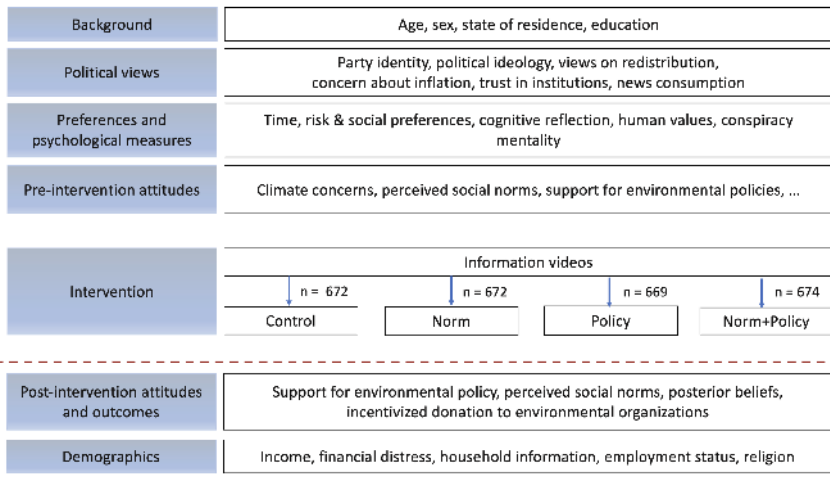 Background
Age, sex, state of residence, education
Political views
Party identity, political ideology, views on redistribution,
concern about inflation, trust in institutions, news consumption
Preferences and
psychological measures
Time, risk & social preferences, cognitive reflection, human values, conspiracy
mentality
Pre-intervention attitudes
Climate concerns, perceived social norms, support for environmental policies, ...
Intervention
Information videos
n = 672
n = 672
n = 669
n = 674
Control
Norm
Policy
Norm+Policy
Post-intervention attitudes
and outcomes
Support for environmental policy, perceived social norms, posterior beliefs,
incentivized donation to environmental organizations
Demographics
Income, financial distress, household information, employment status, religion